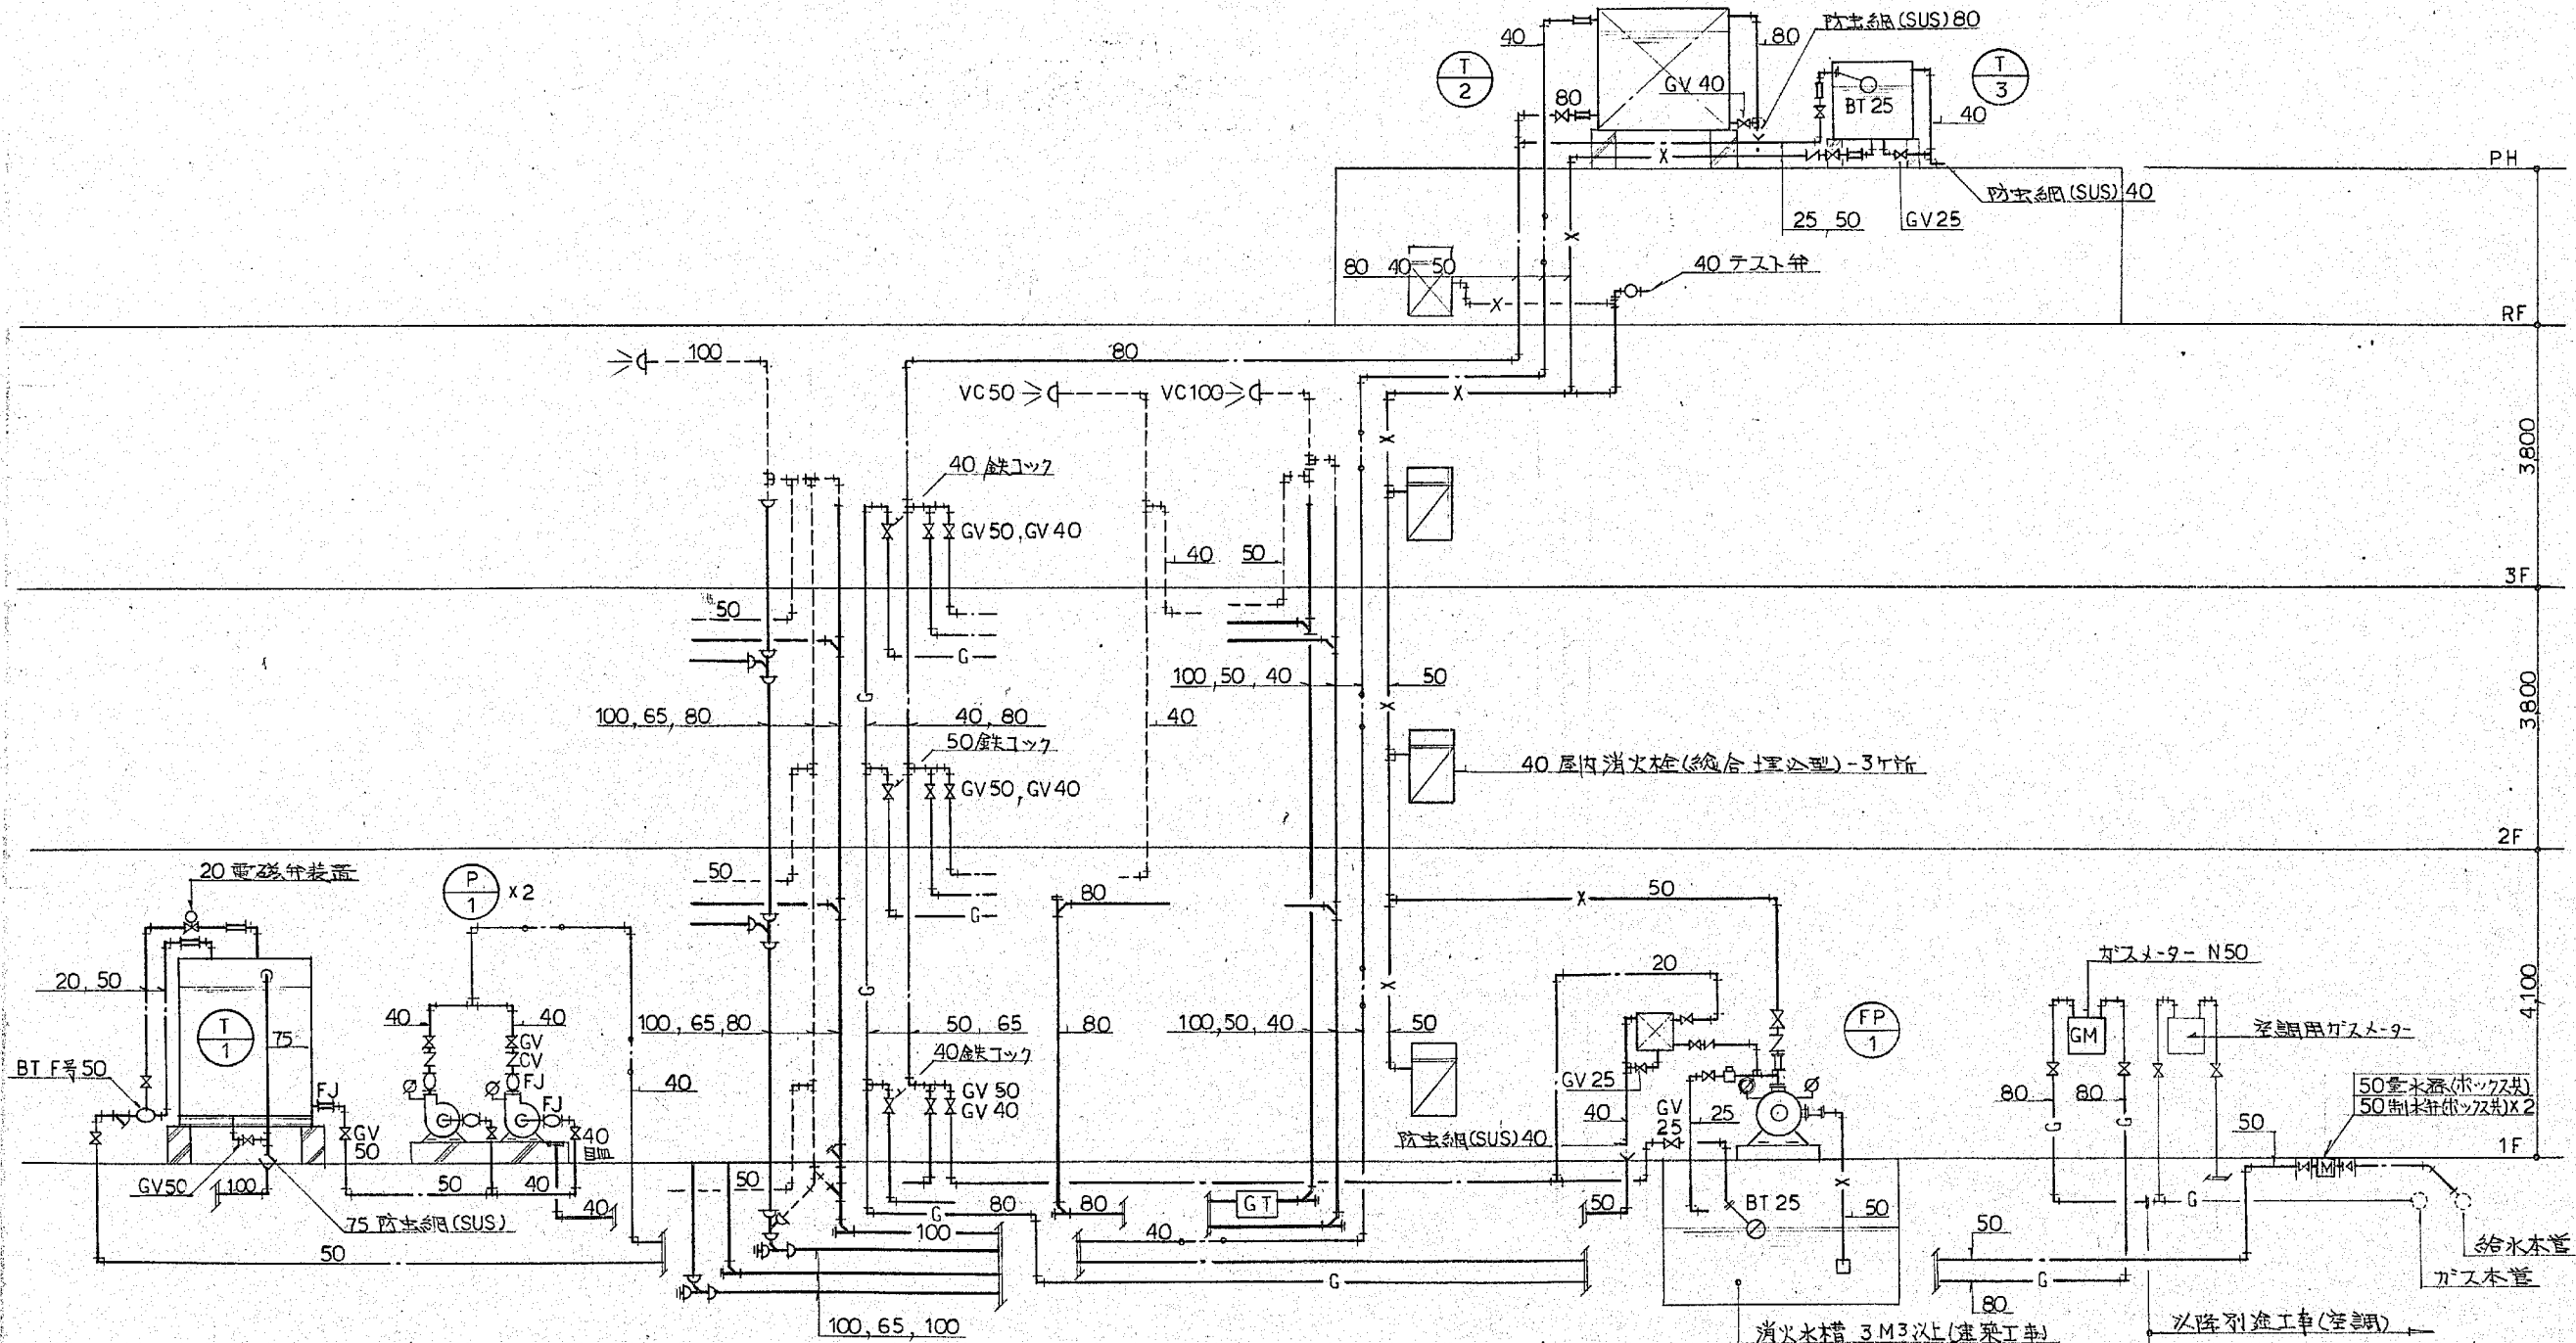 防虫網(SUS)80
40
80
T
2
T
3
GV 40
BT 25
80
40
PH
防虫網(SUS)40
25, 50
GV25
80 40 50
40 テスト弁
RF
100
80
VC50
VC100
3,800
40 鉄コック
GV50,GV40
40
50
3F
50
G
100,50,40
50
G
X
100,65,80
40,80
40
3,800
50鉄コック
GV50,GV40
40 屋内消火栓(総合埋込型)-3ケ所
2F
20 電磁弁装置
P
1
x2
50
80
50
X
G
ガスメーター N50
20
20,50
4,100
T
1
75
40
40
100,65,80
50,65
80
100,50,40
50
FP
1
GM
空調用ガスメーター
GV
CV
40鉄コック
BT F号50
FJ
FJ
FJ
40
GV 50
GV 40
GV25
80
80
50量水器(ボックス共)
50制水弁(ボックス共)x2
GV
50
40
40
GV
25
25
防虫網(SUS)40
50
M
1F
GV50
100
50
40
50
80
80
GT
50
BT 25
50
G
40
75 防虫網(SUS)
G
100
40
50
給水本管
50
G
G
ガス本管
80
100,65,100
消火水槽 3M3以上(建築工事)
以降別途工事(空調)